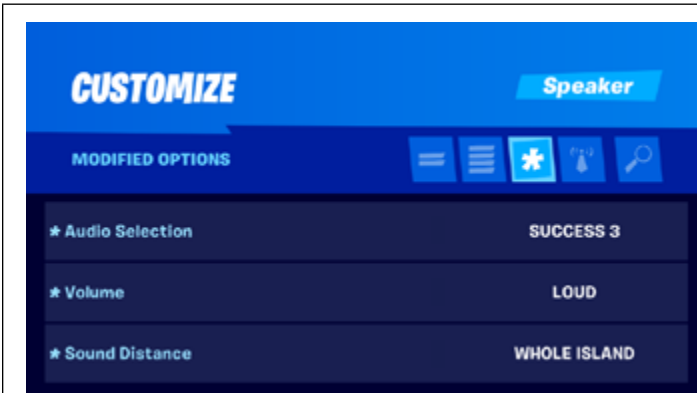 CUSTOMIZE
Speaker
MODIFIED OPTIONS
* Audio Selection SUCCESS 3
* Volume LOUD
* Sound Distance WHOLE ISLAND